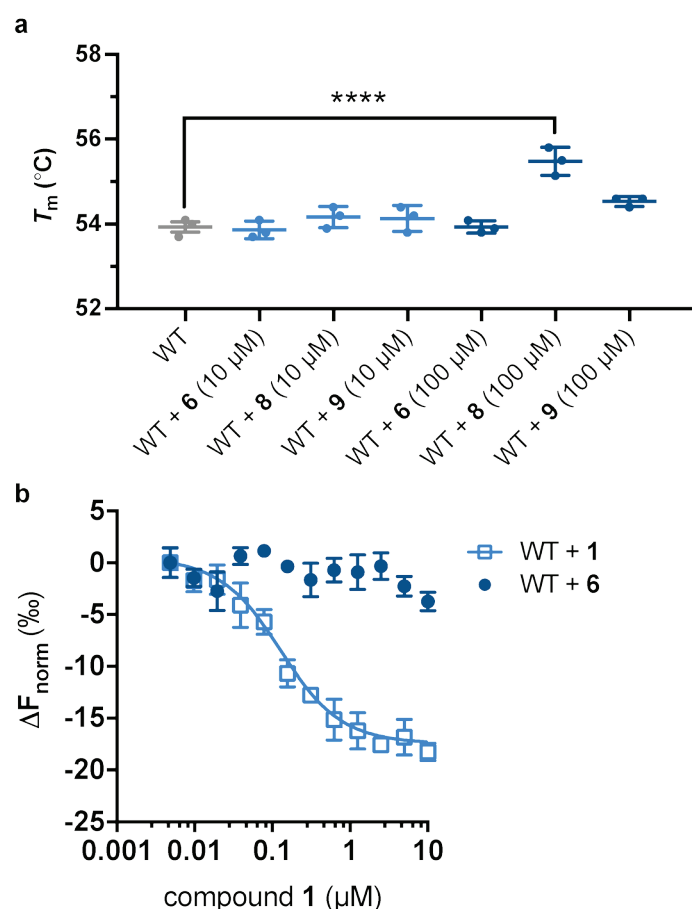 a
58
56
54
52
Tm (°C)
****
WT
WT + 6 (10 µM)
WT + 8 (10 µM)
WT + 9 (10 µM)
WT + 6 (100 µM)
WT + 8 (100 µM)
WT + 9 (100 µM)
b
5
0
-5
-10
-15
-20
-25
ΔFnorm (‰)
WT + 1
WT + 6
0.001 0.01 0.1 1 10
compound 1 (µM)